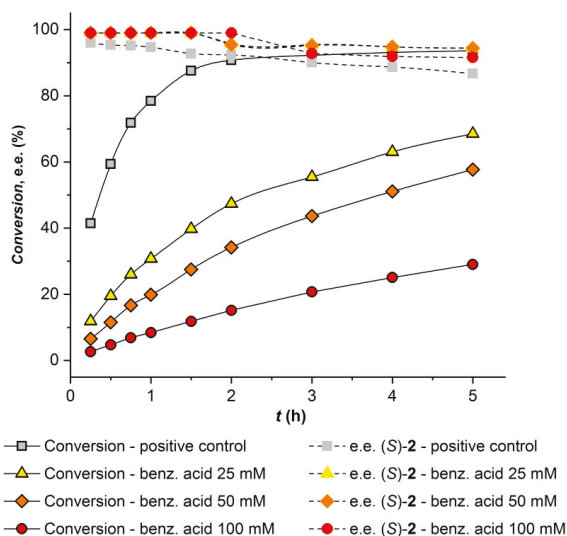 Conversion, e.e. (%)
100
80
60
40
20
0
0 1 2 3 4 5
t (h)
Conversion - positive control
e.e. (S)-2 - positive control
Conversion - benz. acid 25 mM
e.e. (S)-2 - benz. acid 25 mM
Conversion - benz. acid 50 mM
e.e. (S)-2 - benz. acid 50 mM
Conversion - benz. acid 100 mM
e.e. (S)-2 - benz. acid 100 mM